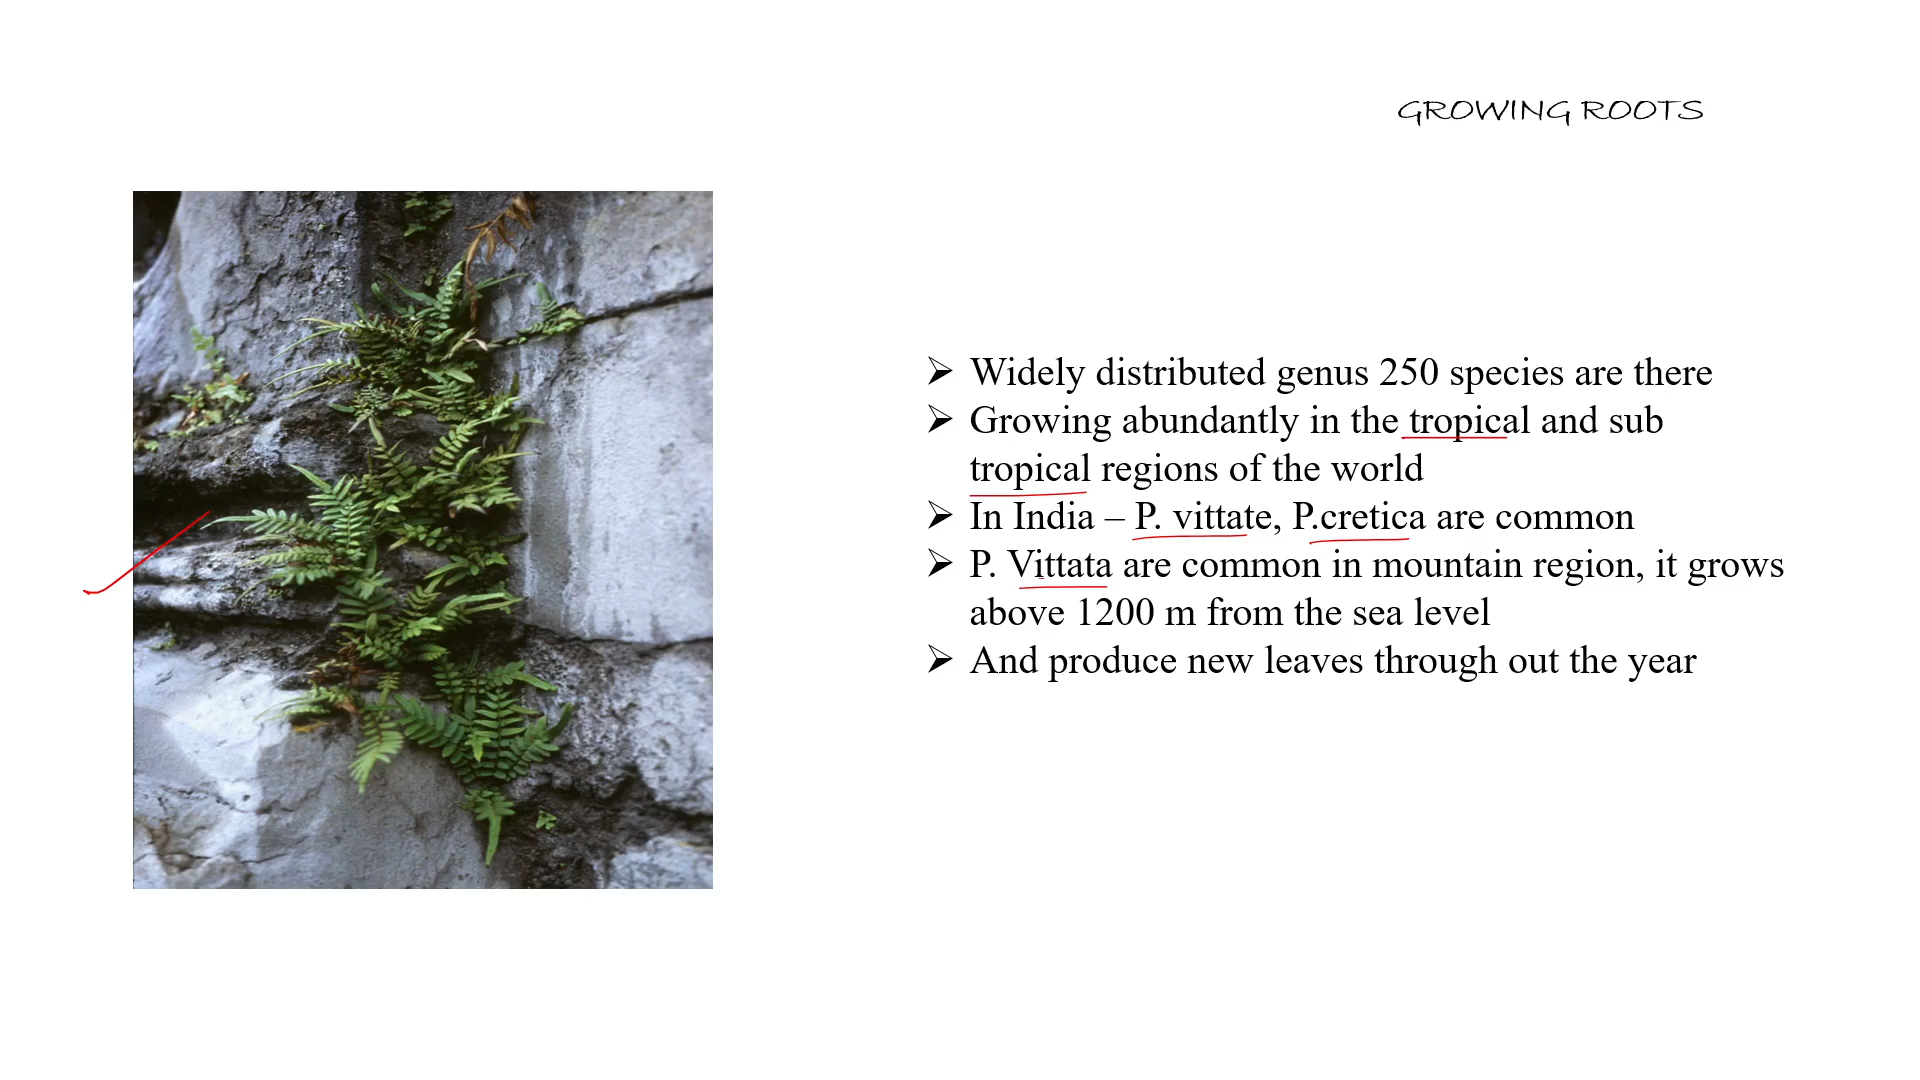 GROWING ROOTS
➢ Widely distributed genus 250 species are there
➢ Growing abundantly in the tropical and sub
tropical regions of the world
➢ In India – P. vittate, P.cretica are common
➢ P. Vittata are common in mountain region, it grows
above 1200 m from the sea level
➢ And produce new leaves through out the year